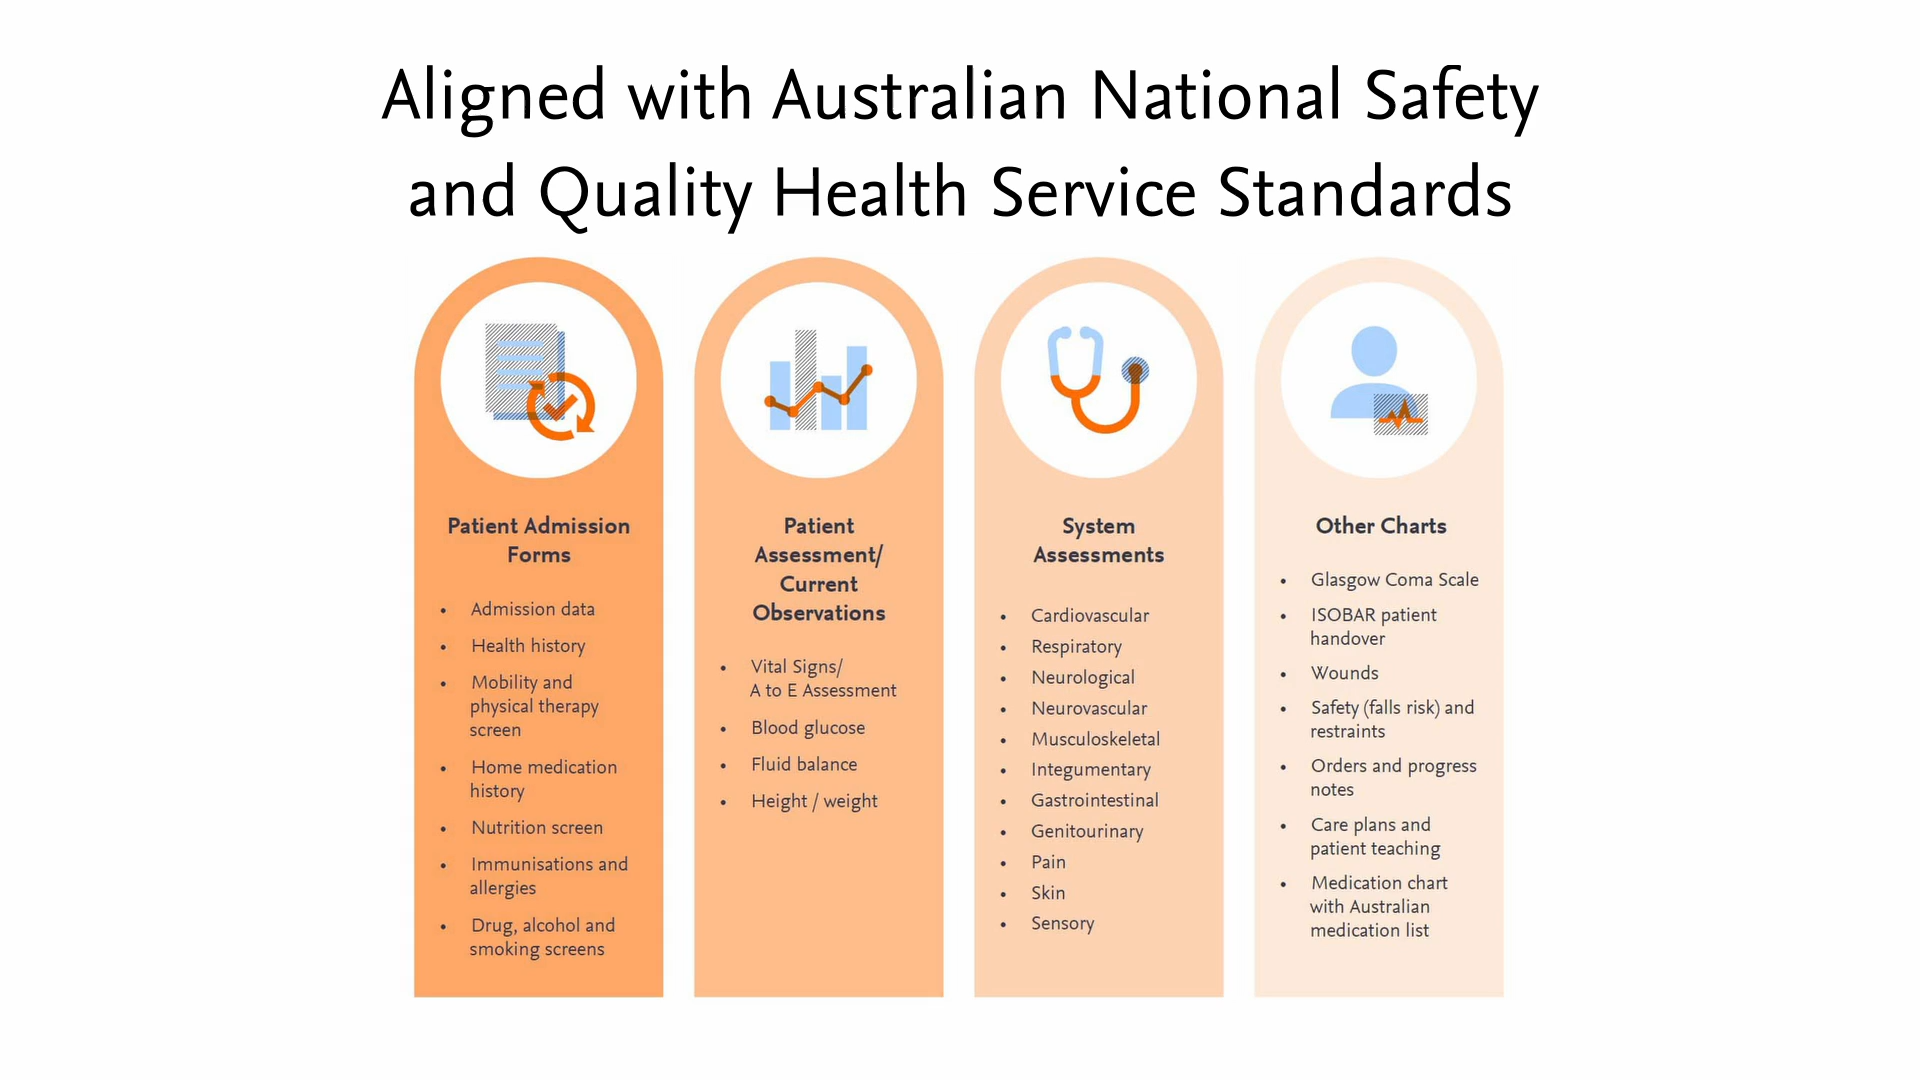 Aligned with Australian National Safety
and Quality Health Service Standards
Patient Admission
Forms
• Admission data
• Health history
• Mobility and
physical therapy
screen
• Home medication
history
• Nutrition screen
• Immunisations and
allergies
• Drug, alcohol and
smoking screens
Patient
Assessment/
Current
Observations
• Vital Signs/
A to E Assessment
• Blood glucose
• Fluid balance
• Height / weight
System
Assessments
• Cardiovascular
• Respiratory
• Neurological
• Neurovascular
• Musculoskeletal
• Integumentary
• Gastrointestinal
• Genitourinary
• Pain
• Skin
• Sensory
Other Charts
• Glasgow Coma Scale
• ISOBAR patient
handover
• Wounds
• Safety (falls risk) and
restraints
• Orders and progress
notes
• Care plans and
patient teaching
• Medication chart
with Australian
medication list